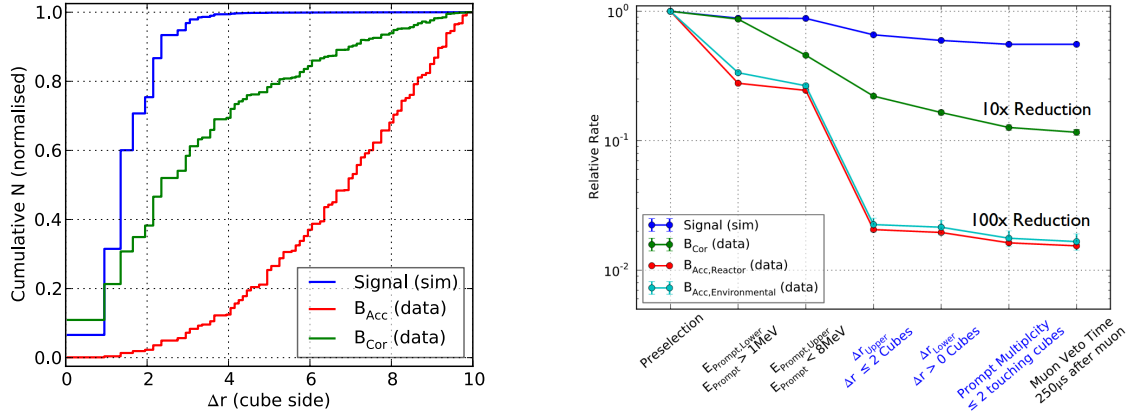 Cumulative N (normalised)
1.0
0.8
0.6
0.4
0.2
0.0
0 2 4 6 8 10
Δr (cube side)
Signal (sim)
B_Acc (data)
B_Cor (data)
Relative Rate
10^0
10^-1
10^-2
10x Reduction
100x Reduction
Signal (sim)
B_Cor (data)
B_Acc,Reactor (data)
B_Acc,Environmental (data)
Preselection
E_Prompt,Lower
E_Prompt > 1MeV
E_Prompt,Upper
E_Prompt < 8MeV
Δr_Upper
Δr ≤ 2 Cubes
Δr_Lower
Δr > 0 Cubes
Prompt Multiplicity
≤ 2 touching cubes
Muon Veto Time
250μs after muon